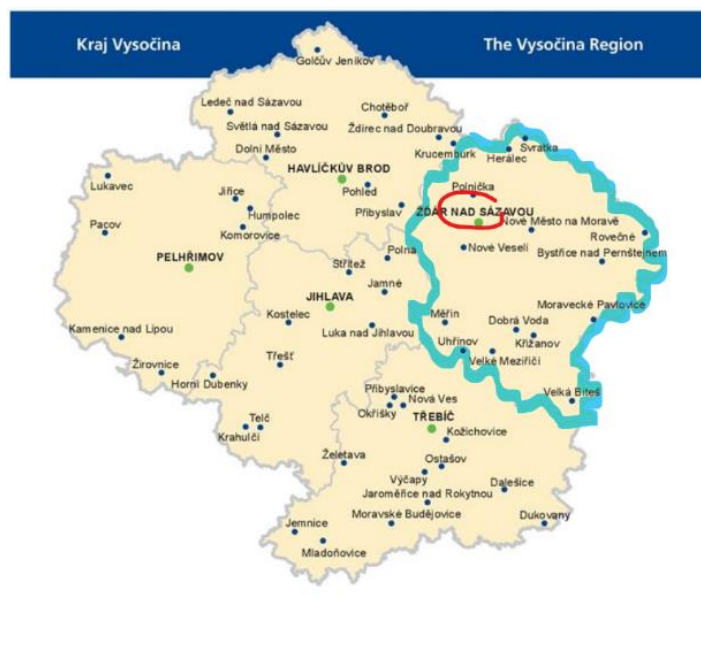 Kraj Vysočina
The Vysočina Region
Golčův Jeníkov
Ledeč nad Sázavou
Chotěboř
Světlá nad Sázavou
Ždírec nad Doubravou
Svratka
Dolní Město
Krucemburk
Herálec
HAVLÍČKŮV BROD
Lukavec
Pohled
Polnička
Jiřice
Přibyslav
ŽĎÁR NAD SÁZAVOU
Humpolec
Nové Město na Moravě
Pacov
Komorovice
Rovečné
Polná
Nové Veselí
PELHŘIMOV
Střítež
Bystřice nad Pernštejnem
Jamné
JIHLAVA
Kostelec
Měřín
Moravecké Pavlovice
Kamenice nad Lipou
Luka nad Jihlavou
Dobrá Voda
Uhřínov
Křižanov
Třešť
Velké Meziříčí
Žirovnice
Horní Dubenky
Přibyslavice
Velká Bíteš
Nová Ves
Okříšky
TŘEBÍČ
Telč
Kožichovice
Krahulčí
Želetava
Ostašov
Výčapy
Dalešice
Jaroměřice nad Rokytnou
Moravské Budějovice
Dukovany
Jemnice
Mladoňovice